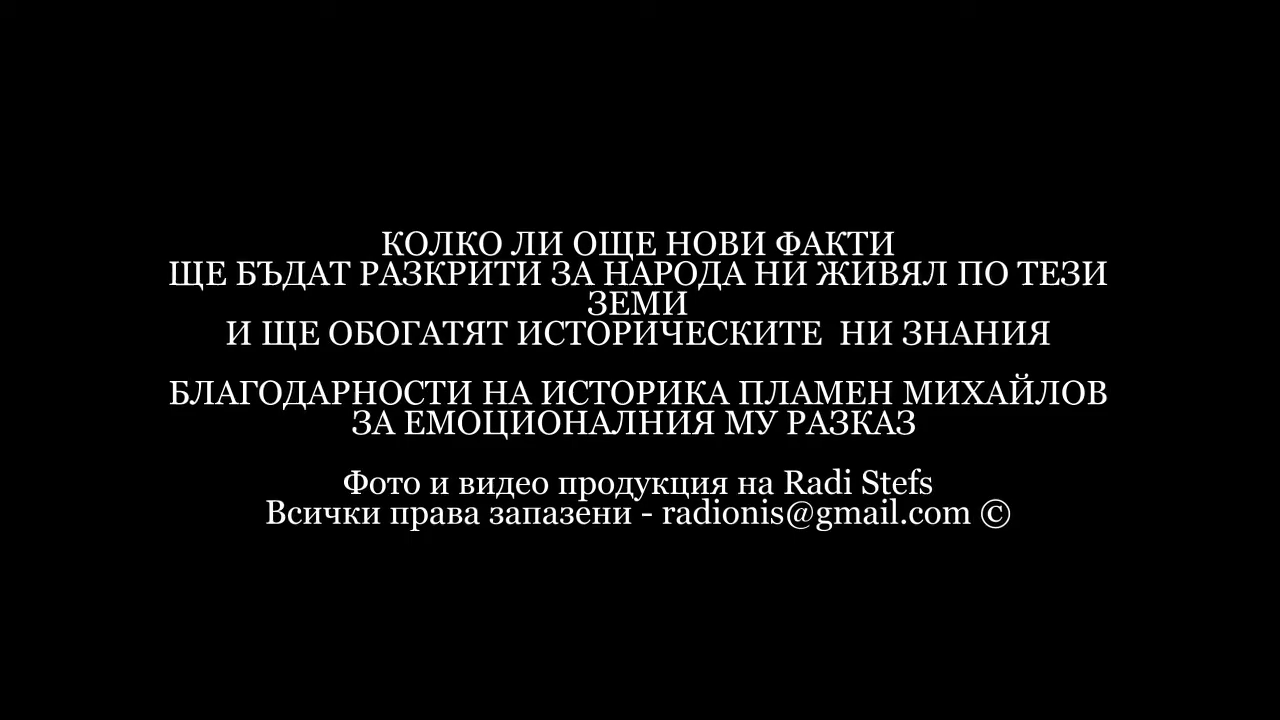 КОЛКО ЛИ ОЩЕ НОВИ ФАКТИ
ЩЕ БЪДАТ РАЗКРИТИ ЗА НАРОДА НИ ЖИВЯЛ ПО ТЕЗИ
ЗЕМИ
И ЩЕ ОБОГАТЯТ ИСТОРИЧЕСКИТЕ  НИ ЗНАНИЯ
БЛАГОДАРНОСТИ НА ИСТОРИКА ПЛАМЕН МИХАЙЛОВ
ЗА ЕМОЦИОНАЛНИЯ МУ РАЗКАЗ
Фото и видео продукция на Radi Stefs
Всички права запазени - radionis@gmail.com ©